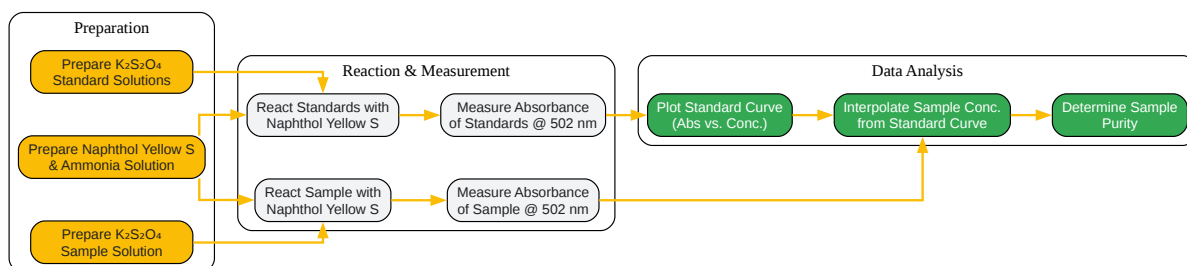 Preparation
Prepare K₂S₂O₄
Standard Solutions
Prepare Naphthol Yellow S
& Ammonia Solution
Prepare K₂S₂O₄
Sample Solution
Reaction & Measurement
React Standards with
Naphthol Yellow S
Measure Absorbance
of Standards @ 502 nm
React Sample with
Naphthol Yellow S
Measure Absorbance
of Sample @ 502 nm
Data Analysis
Plot Standard Curve
(Abs vs. Conc.)
Interpolate Sample Conc.
from Standard Curve
Determine Sample
Purity